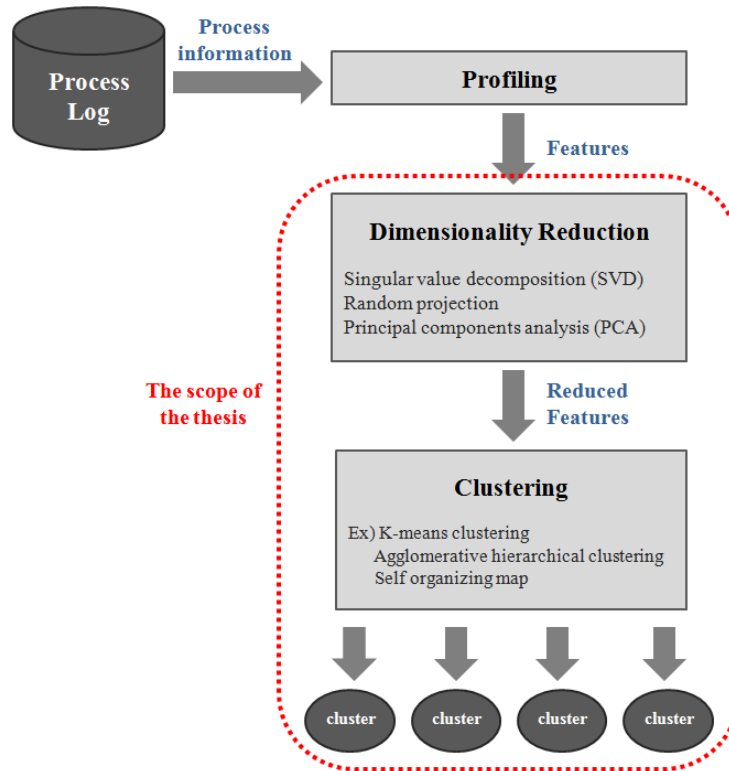 Process
Log
Process
information
Profiling
Features
Dimensionality Reduction
Singular value decomposition (SVD)
Random projection
Principal components analysis (PCA)
The scope of
the thesis
Reduced
Features
Clustering
Ex) K-means clustering
Agglomerative hierarchical clustering
Self organizing map
cluster
cluster
cluster
cluster